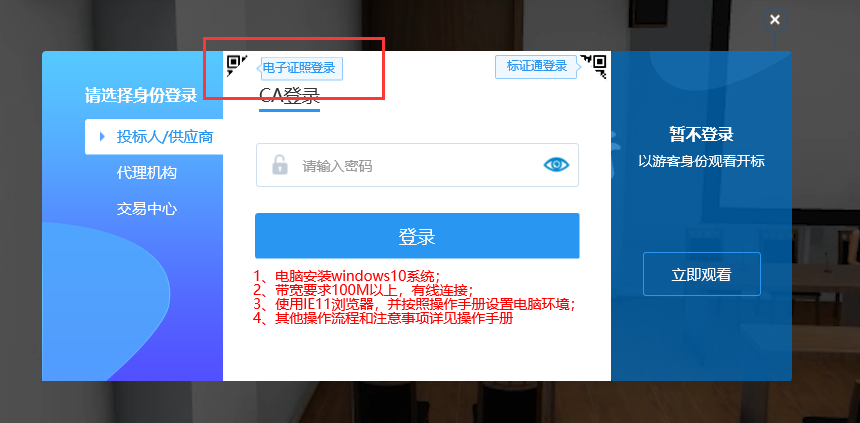 请选择身份登录
投标人/供应商
代理机构
交易中心
电子证照登录
标证通登录
CA登录
请输入密码
登录
1、电脑安装windows10系统；
2、带宽要求100M以上，有线连接；
3、使用IE11浏览器，并按照操作手册设置电脑环境；
4、其他操作流程和注意事项详见操作手册
暂不登录
以游客身份观看开标
立即观看